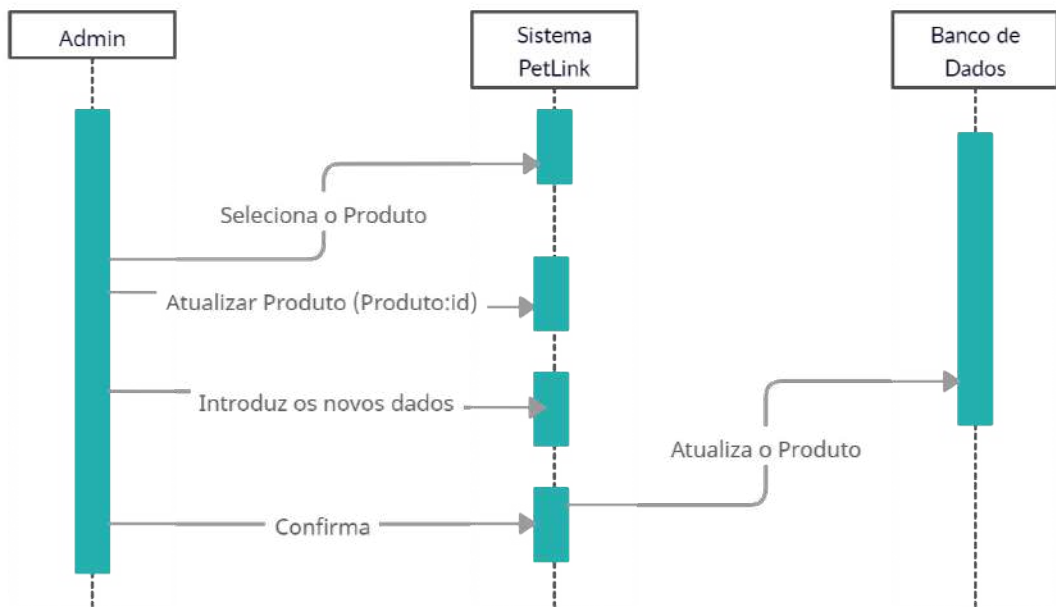 Admin
Sistema
PetLink
Banco de
Dados
Seleciona o Produto
Atualizar Produto (Produto:id)
Introduz os novos dados
Atualiza o Produto
Confirma